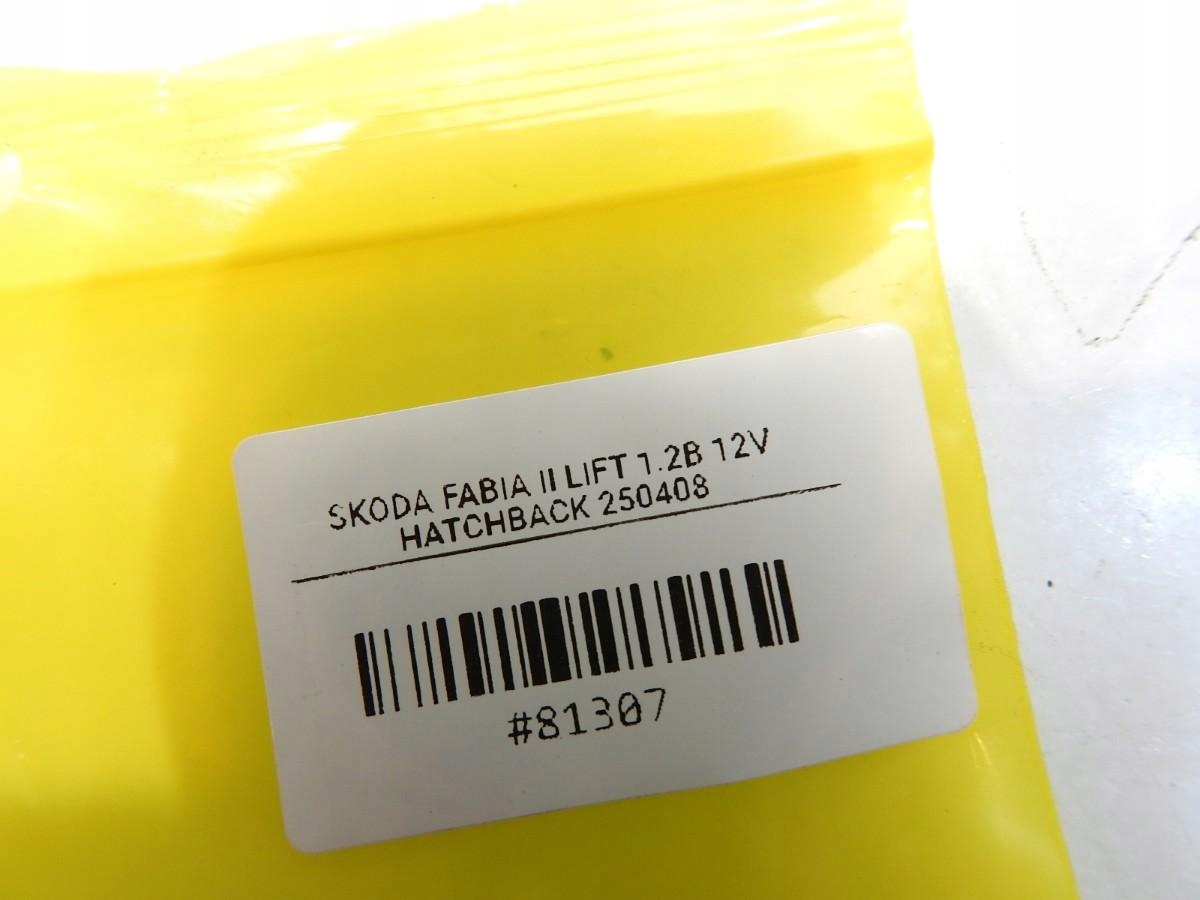 SKODA FABIA II LIFT 1.2B 12V
HATCHBACK 250408
#81307